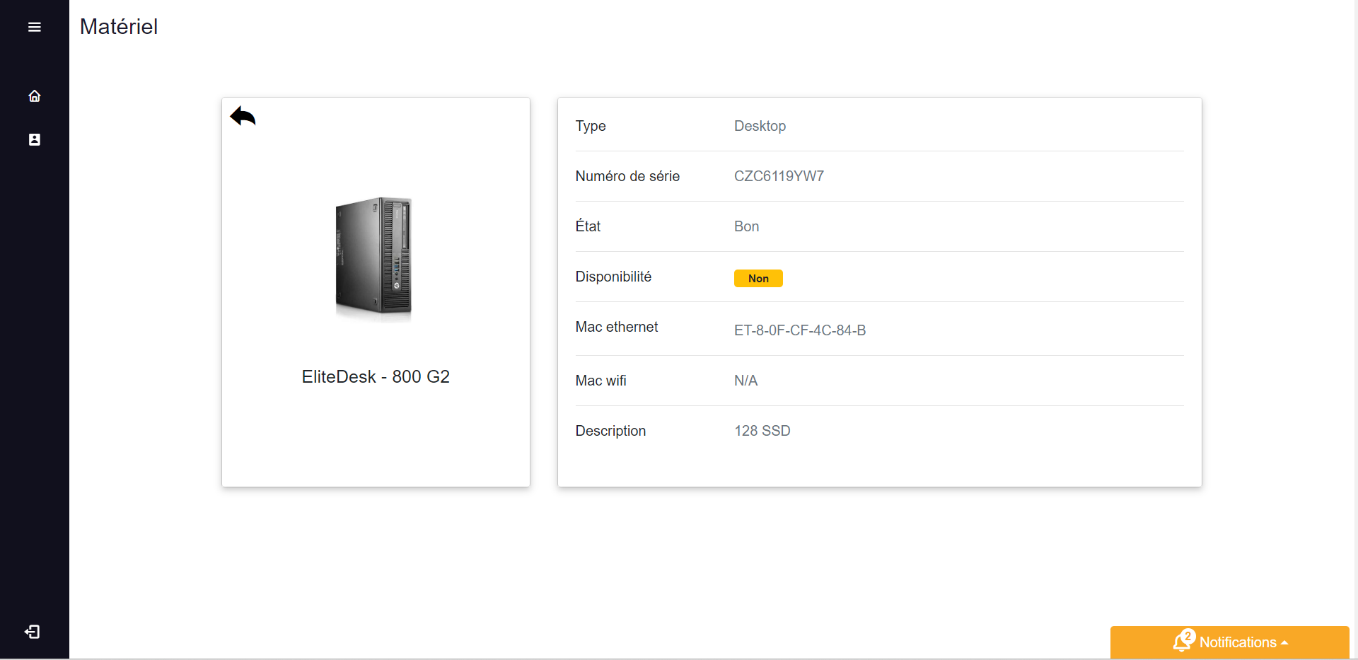 Matériel
EliteDesk - 800 G2
Type Desktop
Numéro de série CZC6119YW7
État Bon
Disponibilité Non
Mac ethernet ET-8-0F-CF-4C-84-B
Mac wifi N/A
Description 128 SSD
2 Notifications